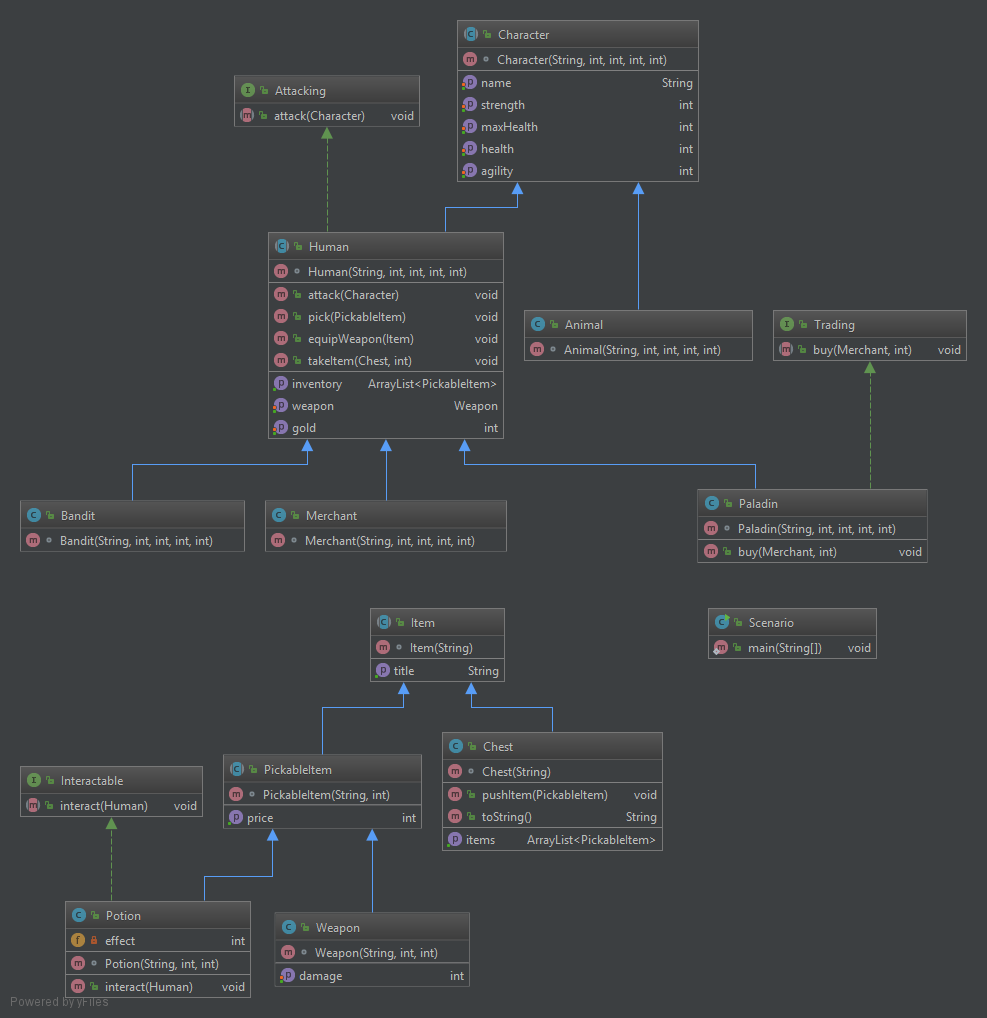 Character
Character(String, int, int, int, int)
name String
strength int
maxHealth int
health int
agility int
Attacking
attack(Character) void
Human
Human(String, int, int, int, int)
attack(Character) void
pick(PickableItem) void
equipWeapon(Item) void
takeItem(Chest, int) void
inventory ArrayList<PickableItem>
weapon Weapon
gold int
Animal
Animal(String, int, int, int, int)
Trading
buy(Merchant, int) void
Bandit
Bandit(String, int, int, int, int)
Merchant
Merchant(String, int, int, int, int)
Paladin
Paladin(String, int, int, int, int)
buy(Merchant, int) void
Item
Item(String)
title String
Scenario
main(String[]) void
Interactable
interact(Human) void
PickableItem
PickableItem(String, int)
price int
Chest
Chest(String)
pushItem(PickableItem) void
toString() String
items ArrayList<PickableItem>
Potion
effect int
Potion(String, int, int)
interact(Human) void
Weapon
Weapon(String, int, int)
damage int
Powered by yFiles